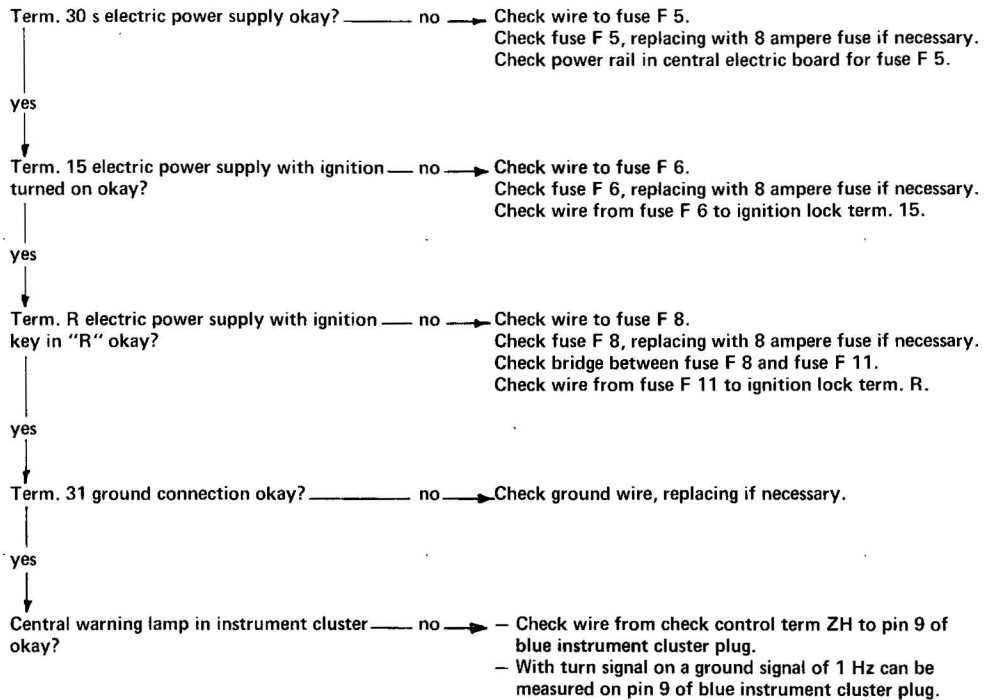 Term. 30 s electric power supply okay? no Check wire to fuse F 5.
Check fuse F 5, replacing with 8 ampere fuse if necessary.
Check power rail in central electric board for fuse F 5.
yes
Term. 15 electric power supply with ignition no Check wire to fuse F 6.
turned on okay? Check fuse F 6, replacing with 8 ampere fuse if necessary.
Check wire from fuse F 6 to ignition lock term. 15.
yes
Term. R electric power supply with ignition no Check wire to fuse F 8.
key in "R" okay? Check fuse F 8, replacing with 8 ampere fuse if necessary.
Check bridge between fuse F 8 and fuse F 11.
Check wire from fuse F 11 to ignition lock term. R.
yes
Term. 31 ground connection okay? no Check ground wire, replacing if necessary.
yes
Central warning lamp in instrument cluster no – Check wire from check control term ZH to pin 9 of
okay? blue instrument cluster plug.
– With turn signal on a ground signal of 1 Hz can be
measured on pin 9 of blue instrument cluster plug.